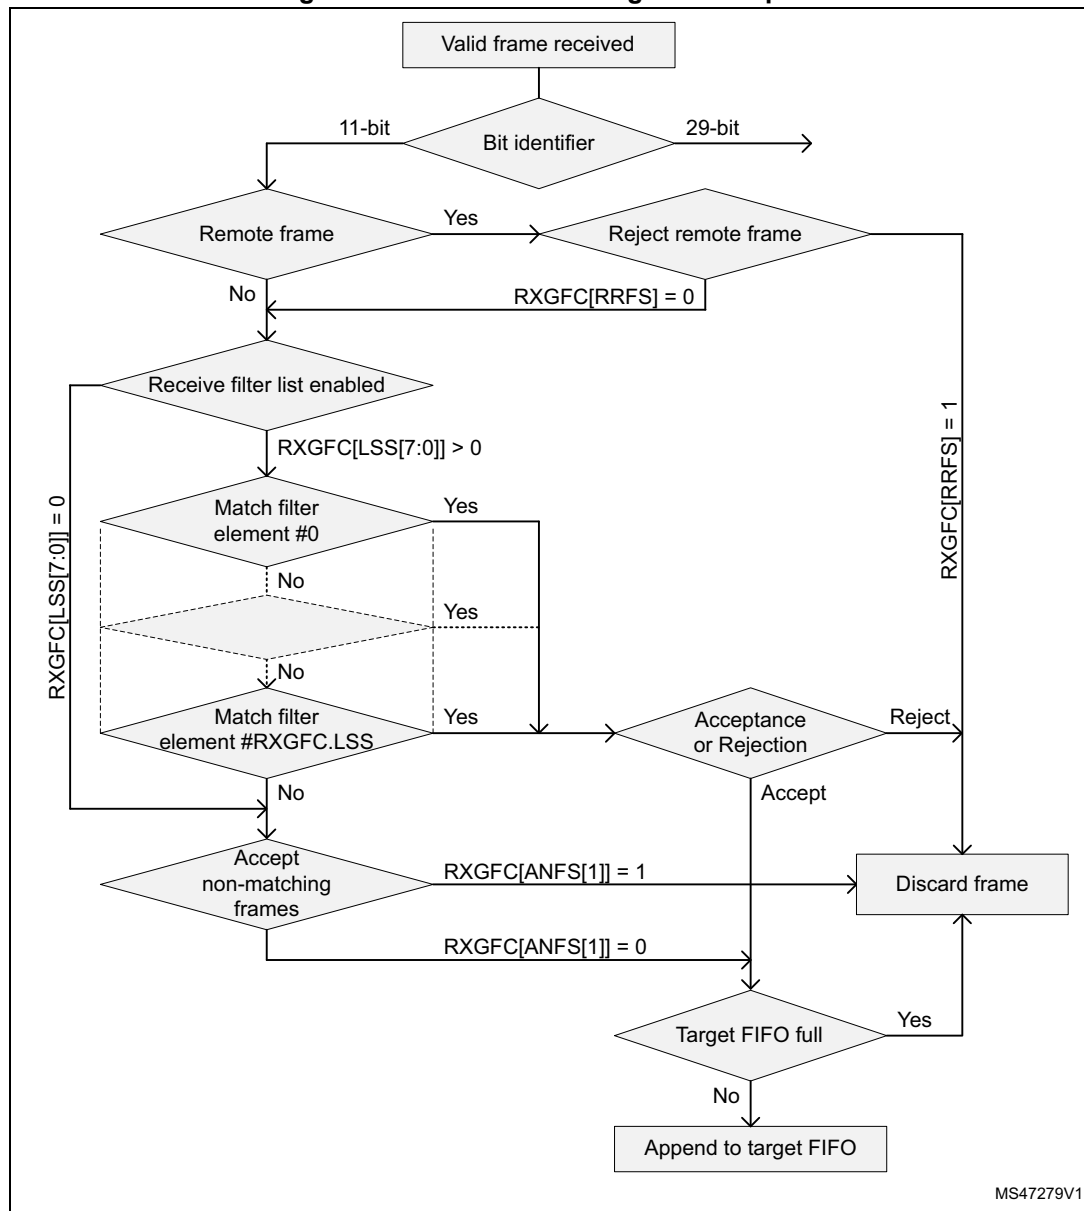 Valid frame received
11-bit
Bit identifier
29-bit
Remote frame
Yes
Reject remote frame
No
RXGFC[RRFS] = 0
Receive filter list enabled
RXGFC[LSS[7:0]] > 0
RXGFC[RRFS] = 1
RXGFC[LSS[7:0]] = 0
Match filter
element #0
Yes
No
Yes
No
Match filter
element #RXGFC.LSS
Yes
Acceptance
or Rejection
Reject
No
Accept
Accept
non-matching
frames
RXGFC[ANFS[1]] = 1
Discard frame
RXGFC[ANFS[1]] = 0
Target FIFO full
Yes
No
Append to target FIFO
MS47279V1